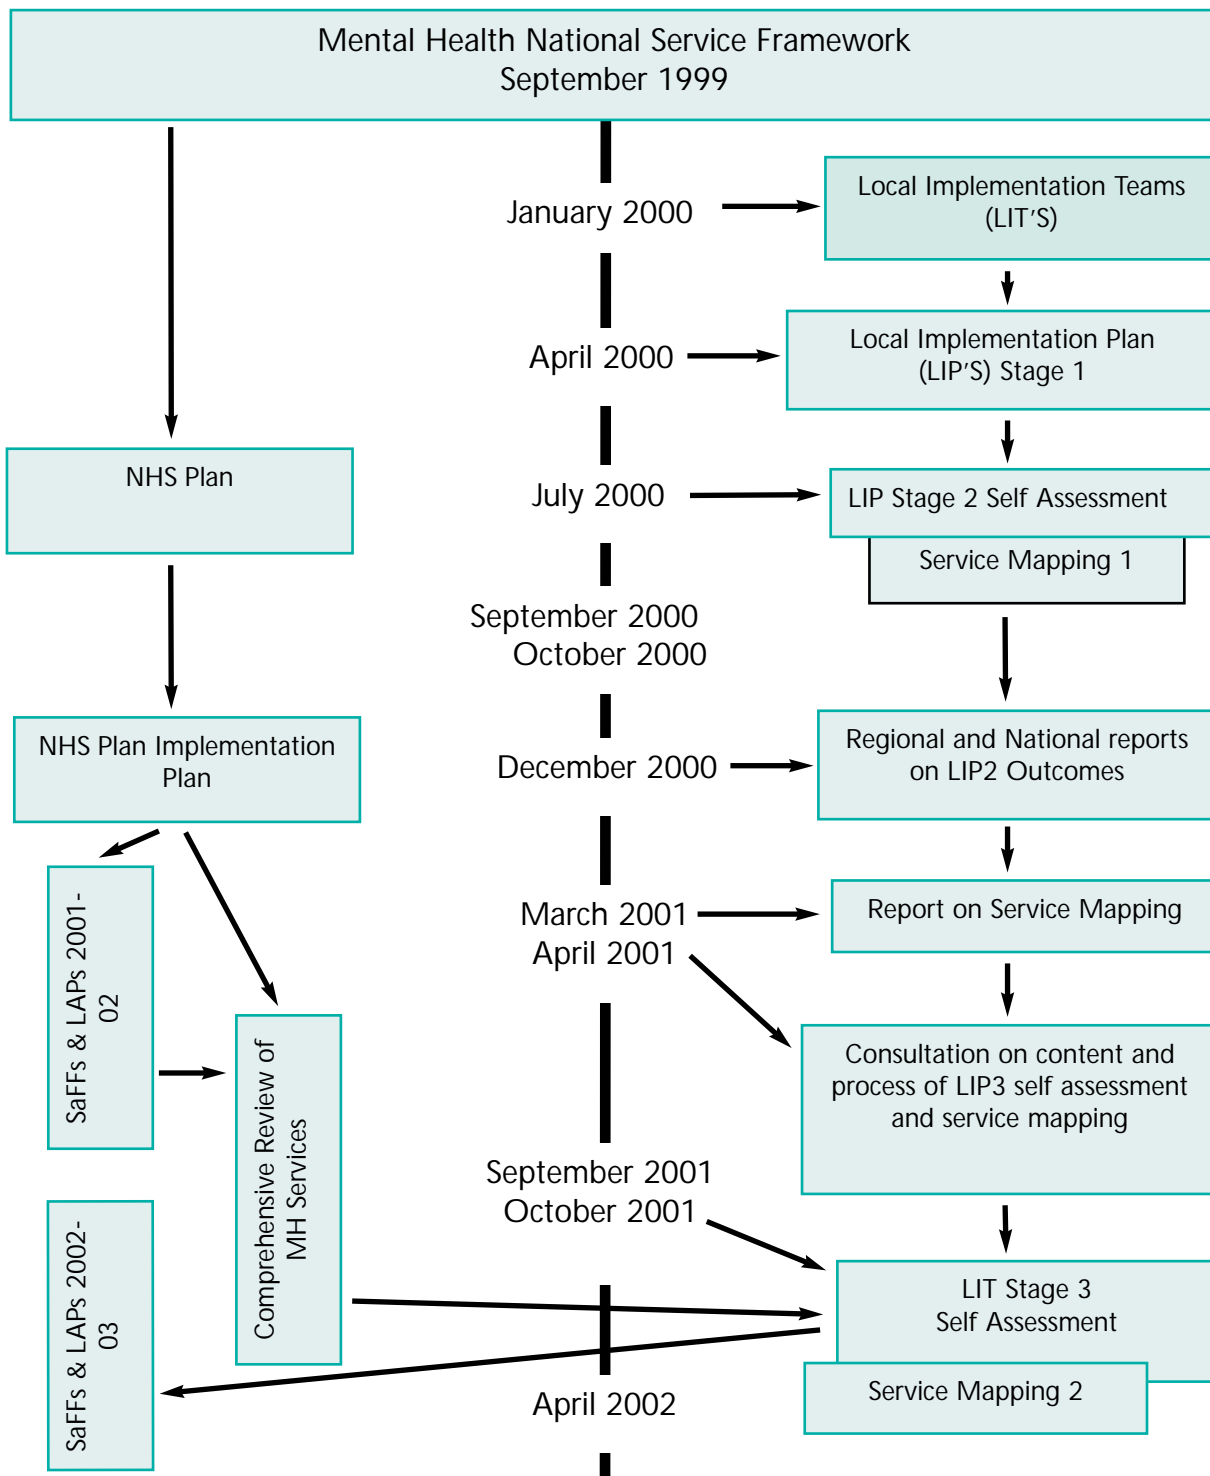 Mental Health National Service Framework
September 1999
January 2000
Local Implementation Teams
(LIT'S)
April 2000
Local Implementation Plan
(LIP'S) Stage 1
NHS Plan
July 2000
LIP Stage 2 Self Assessment
Service Mapping 1
September 2000
October 2000
NHS Plan Implementation
Plan
December 2000
Regional and National reports
on LIP2 Outcomes
SaFFs & LAPs 2001-
02
March 2001
April 2001
Report on Service Mapping
Comprehensive Review of
MH Services
Consultation on content and
process of LIP3 self assessment
and service mapping
September 2001
October 2001
SaFFs & LAPs 2002-
03
LIT Stage 3
Self Assessment
Service Mapping 2
April 2002